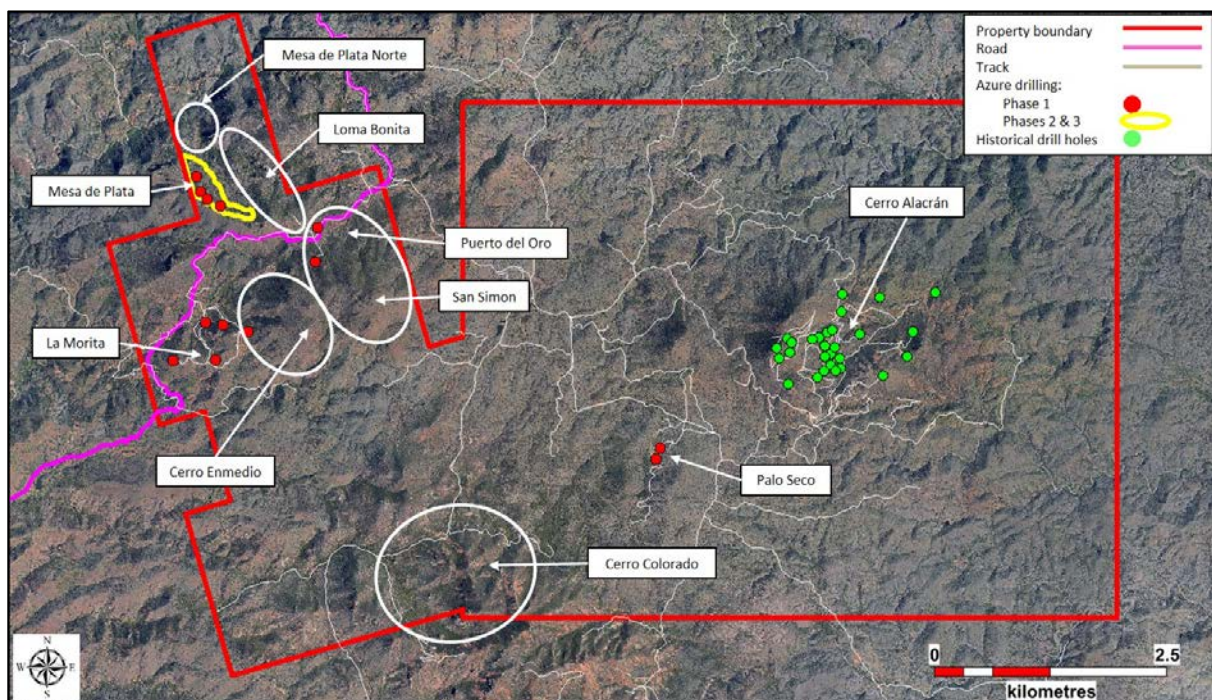 Mesa de Plata Norte
Loma Bonita
Mesa de Plata
Puerto del Oro
San Simon
La Morita
Cerro Enmedio
Cerro Alacrán
Palo Seco
Cerro Colorado
Property boundary
Road
Track
Azure drilling:
Phase 1
Phases 2 & 3
Historical drill holes
N
W E
S
0 2.5
kilometres